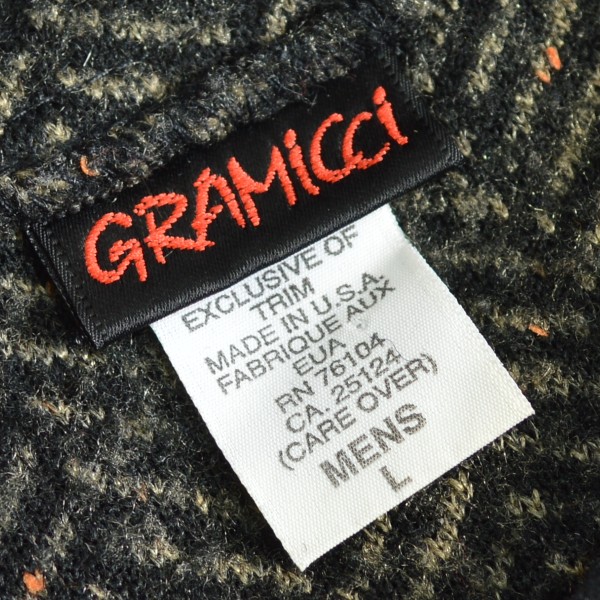 GRAMiCCi
EXCLUSIVE OF
TRIM
MADE IN U.S.A.
FABRIQUE AUX
EUA
RN 76104
CA. 25124
(CARE OVER)
MENS
L